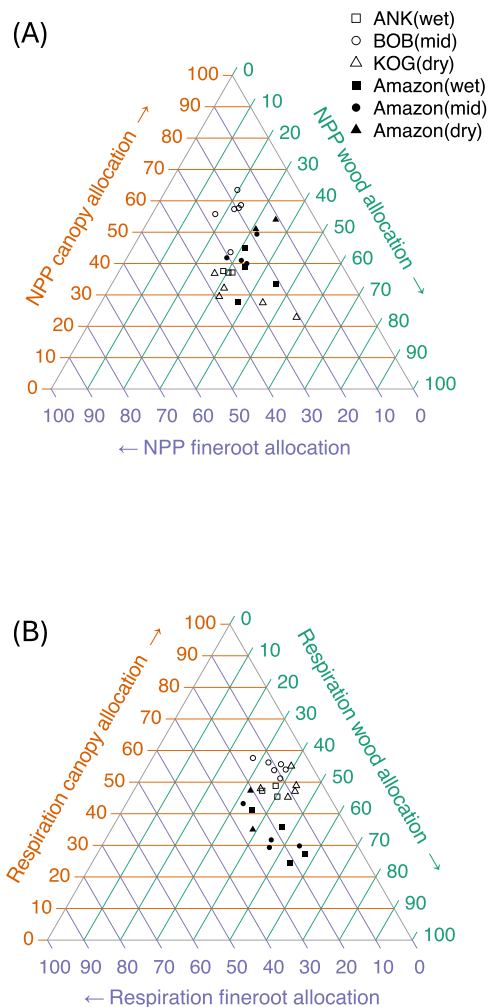 (A)
ANK(wet)
BOB(mid)
KOG(dry)
Amazon(wet)
Amazon(mid)
Amazon(dry)
NPP canopy allocation →
100
90
80
70
60
50
40
30
20
10
0
NPP wood allocation →
0
10
20
30
40
50
60
70
80
90
100
100 90 80 70 60 50 40 30 20 10 0
← NPP fineroot allocation
(B)
Respiration canopy allocation →
100
90
80
70
60
50
40
30
20
10
0
Respiration wood allocation →
0
10
20
30
40
50
60
70
80
90
100
100 90 80 70 60 50 40 30 20 10 0
← Respiration fineroot allocation